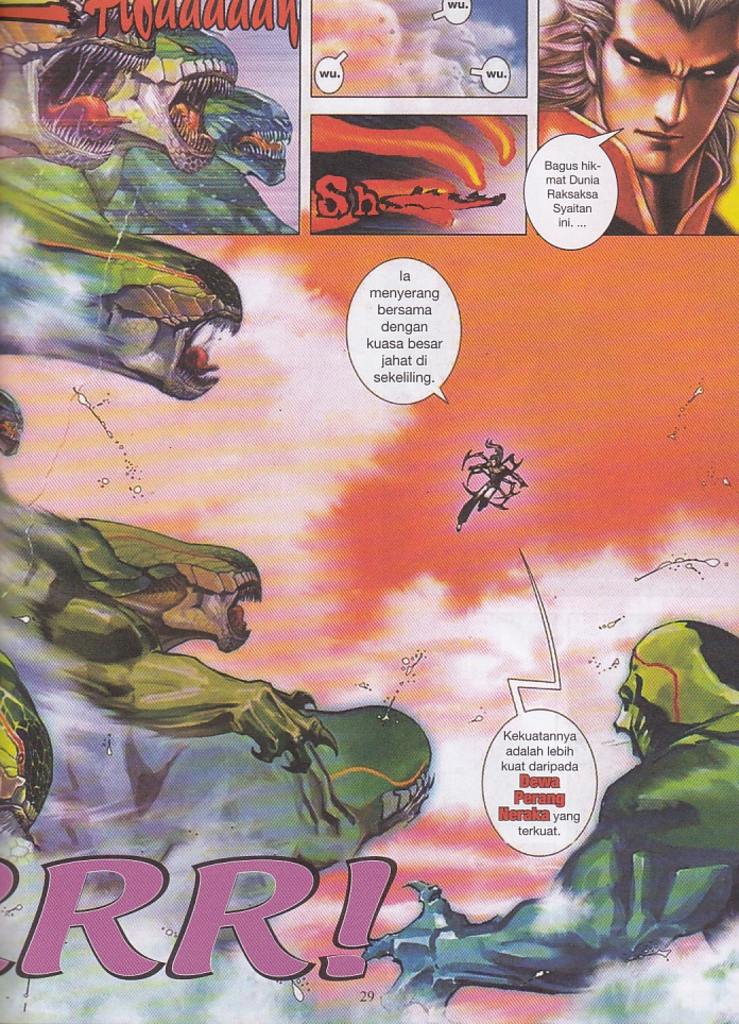 wu.
wu.
wu.
Sh
Bagus hik-
mat Dunia
Raksaksa
Syaitan
ini. ...
Ia
menyerang
bersama
dengan
kuasa besar
jahat di
sekeliling.
Kekuatannya
adalah lebih
kuat daripada
Dewa
Perang
Neraka yang
terkuat.
RRR!
29